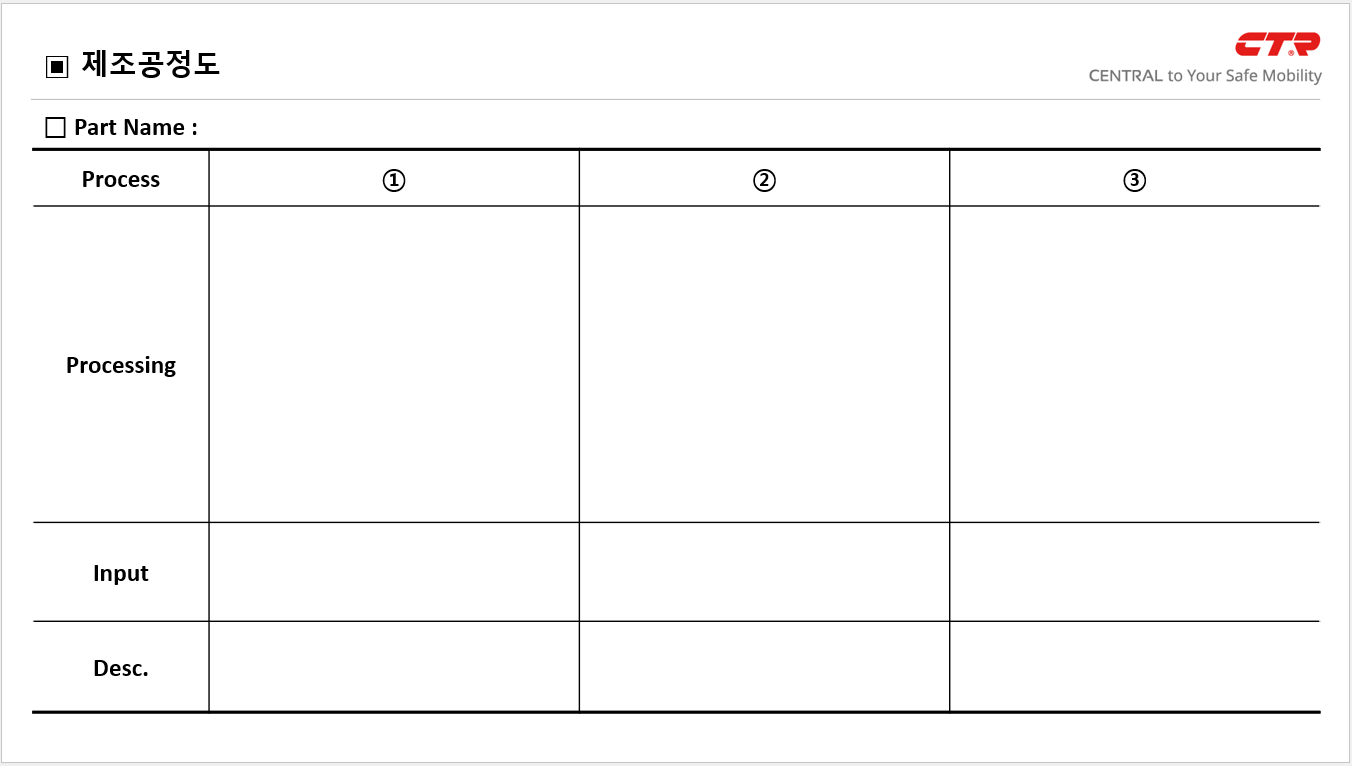 ▣ 제조공정도
CTR®
CENTRAL to Your Safe Mobility
□ Part Name :
Process ① ② ③
Processing
Input
Desc.